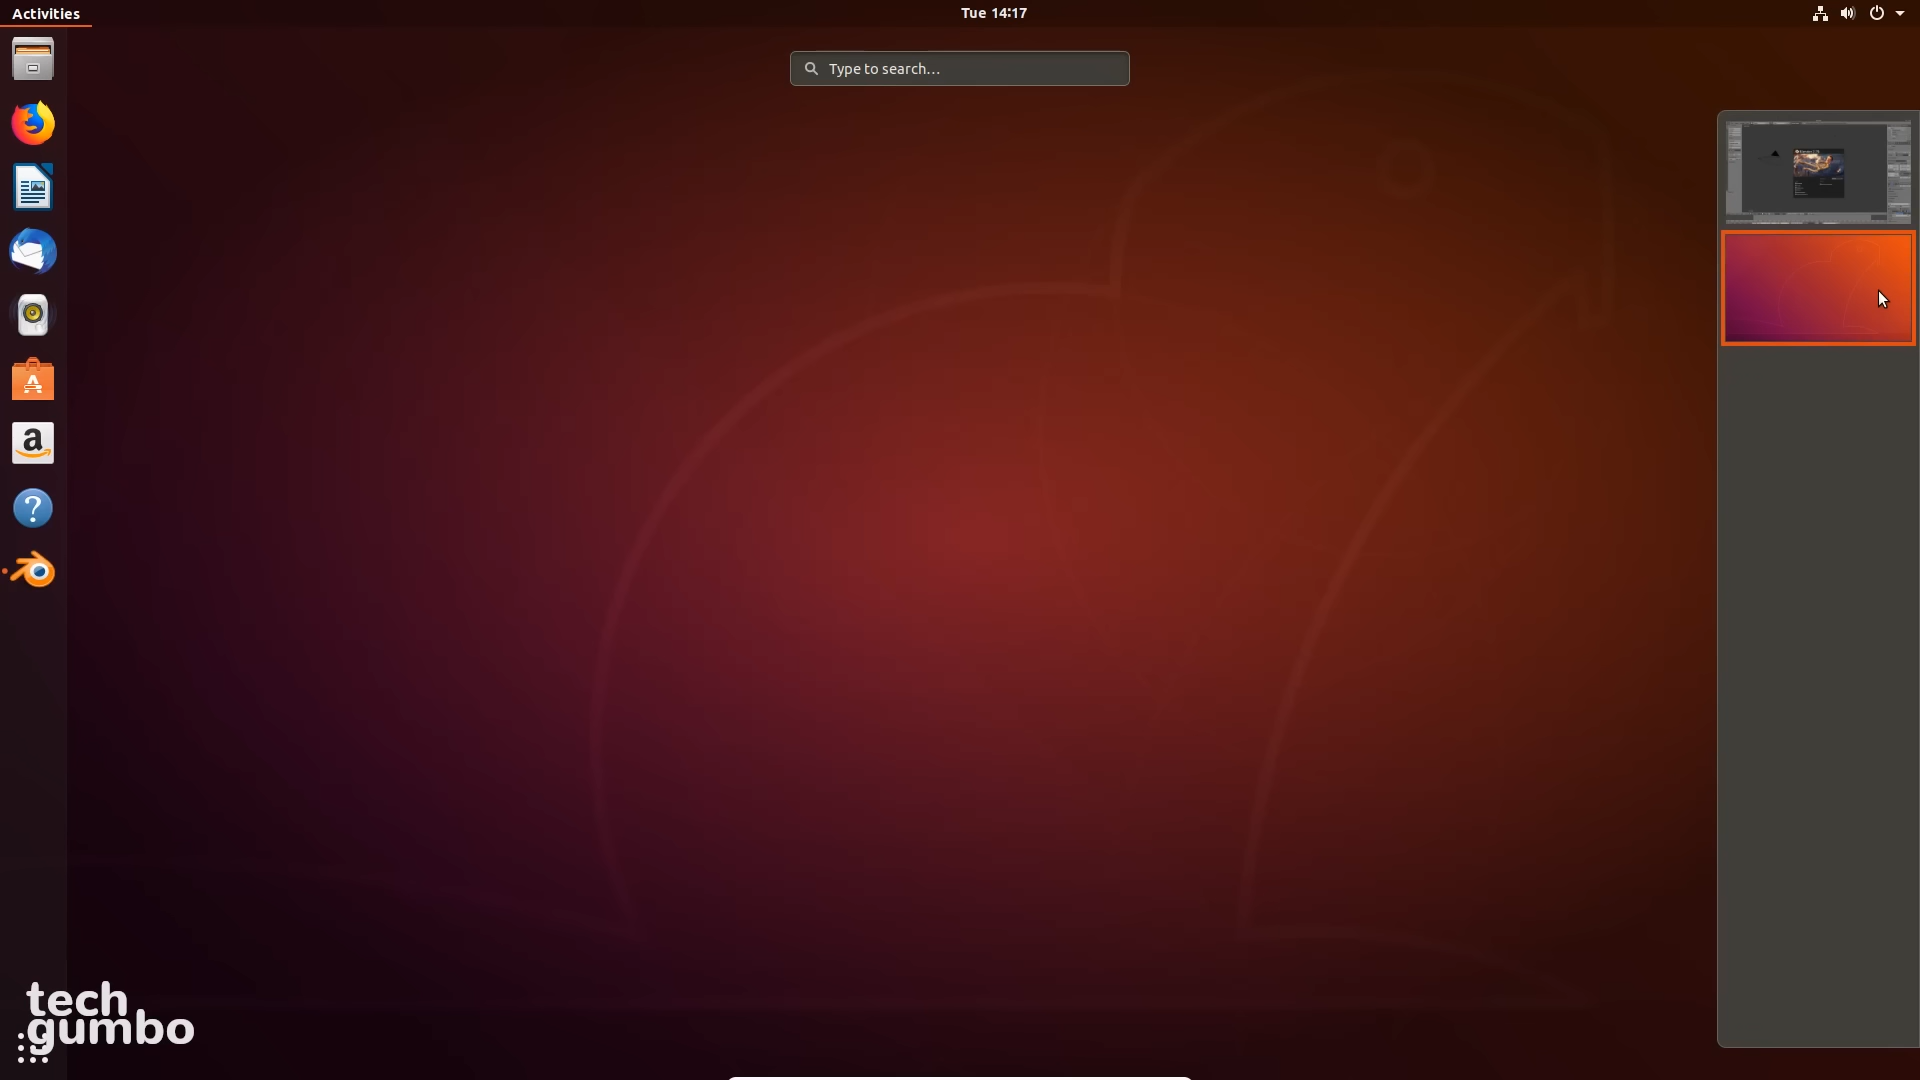 Activities
Tue 14:17
Type to search...
a
tech
gumbo